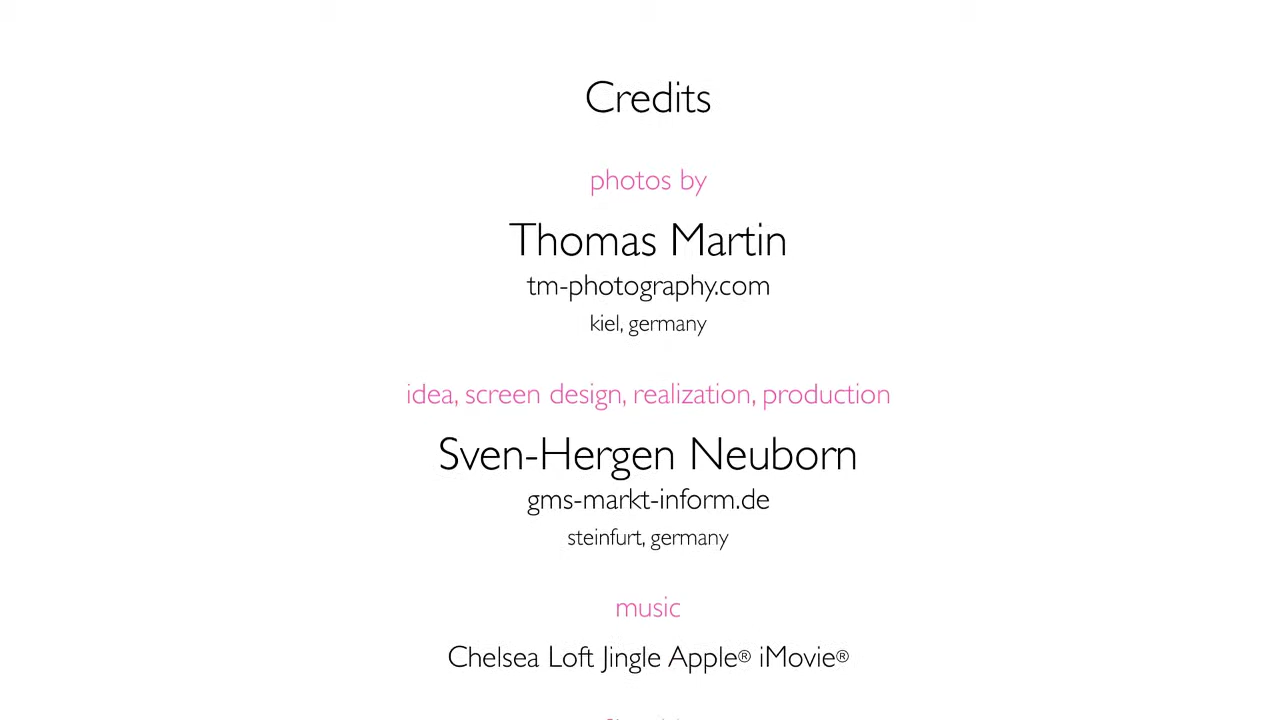 Credits
photos by
Thomas Martin
tm-photography.com
kiel, germany
idea, screen design, realization, production
Sven-Hergen Neuborn
gms-markt-inform.de
steinfurt, germany
music
Chelsea Loft Jingle Apple® iMovie®